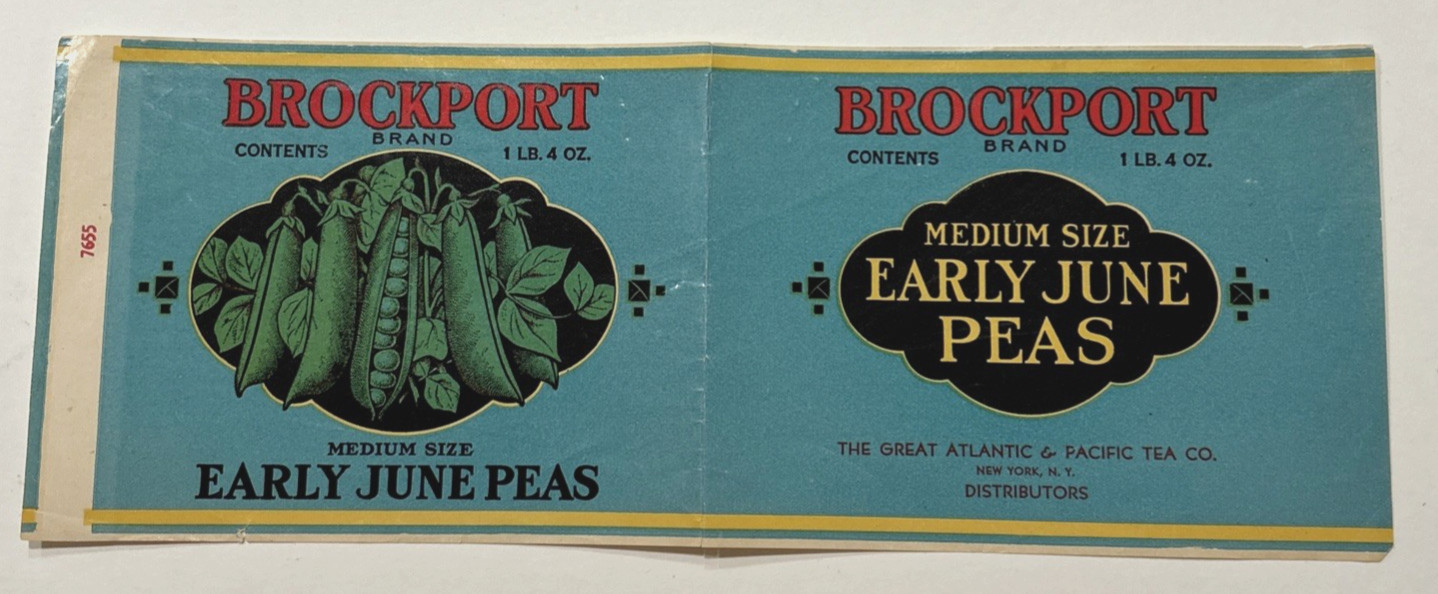 7655
BROCKPORT
BRAND
CONTENTS 1 LB. 4 OZ.
MEDIUM SIZE
EARLY JUNE PEAS
BROCKPORT
BRAND
CONTENTS 1 LB. 4 OZ.
MEDIUM SIZE
EARLY JUNE
PEAS
THE GREAT ATLANTIC & PACIFIC TEA CO.
NEW YORK, N. Y.
DISTRIBUTORS